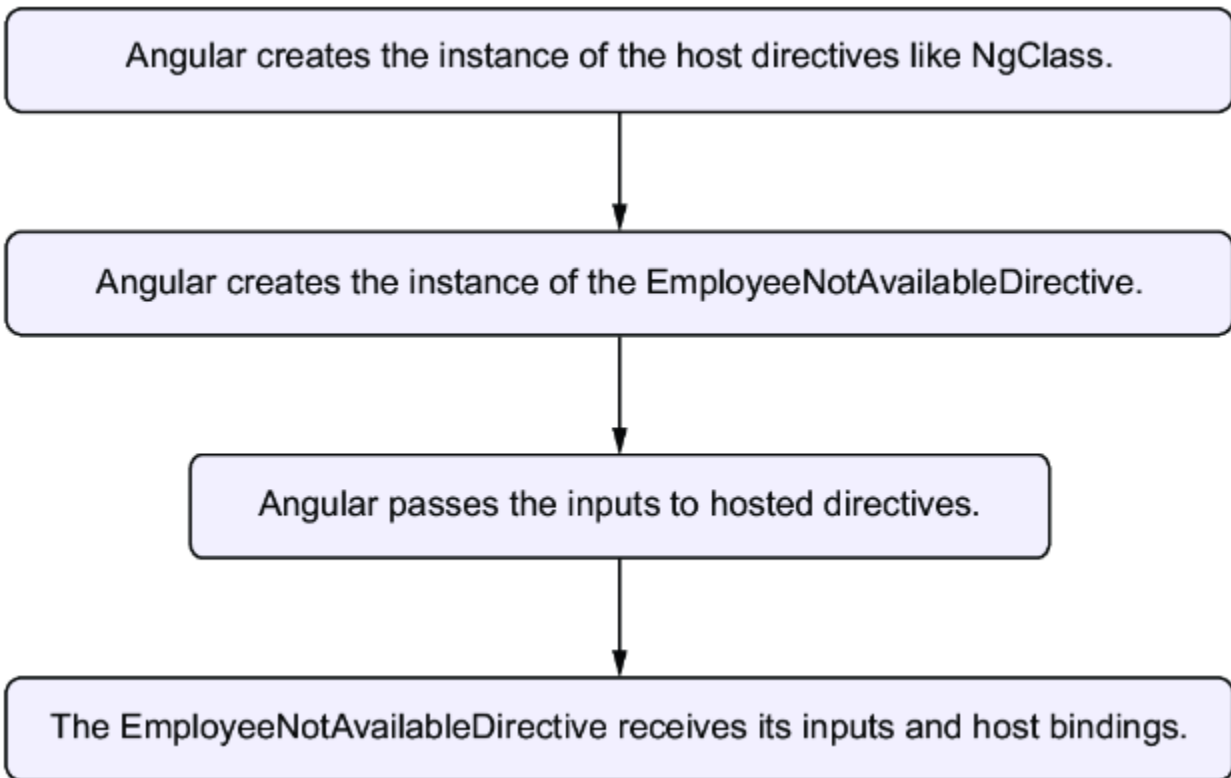 Angular creates the instance of the host directives like NgClass.
Angular creates the instance of the EmployeeNotAvailableDirective.
Angular passes the inputs to hosted directives.
The EmployeeNotAvailableDirective receives its inputs and host bindings.